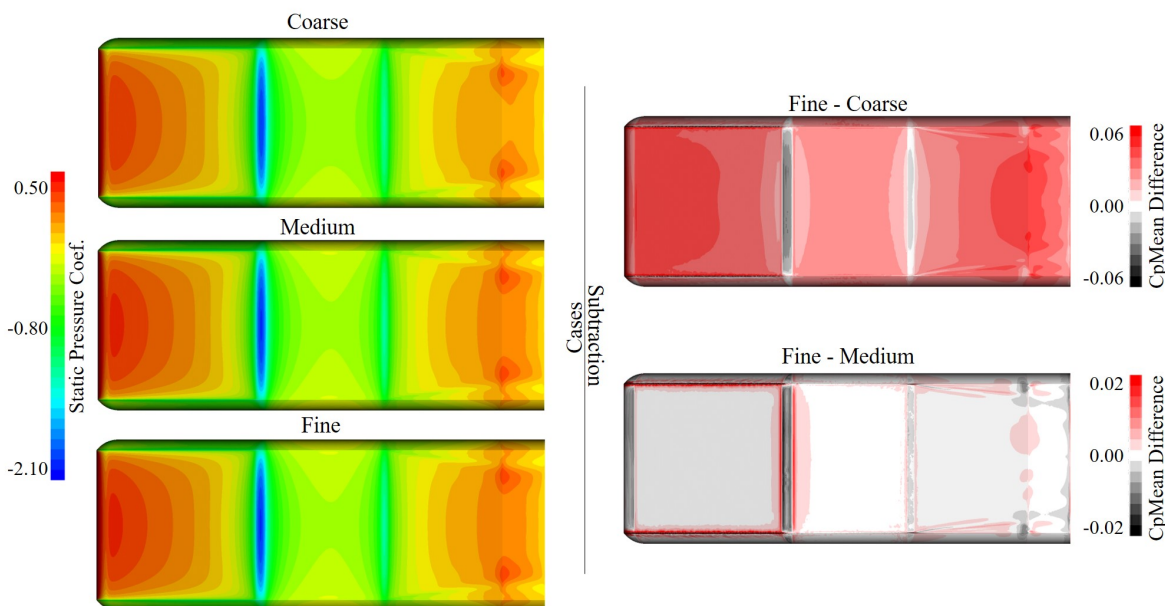 Coarse
Medium
Fine
0.50
-0.80
-2.10
Static Pressure Coef.
Subtraction
Cases
Fine - Coarse
0.06
0.00
-0.06
CpMean Difference
Fine - Medium
0.02
0.00
-0.02
CpMean Difference